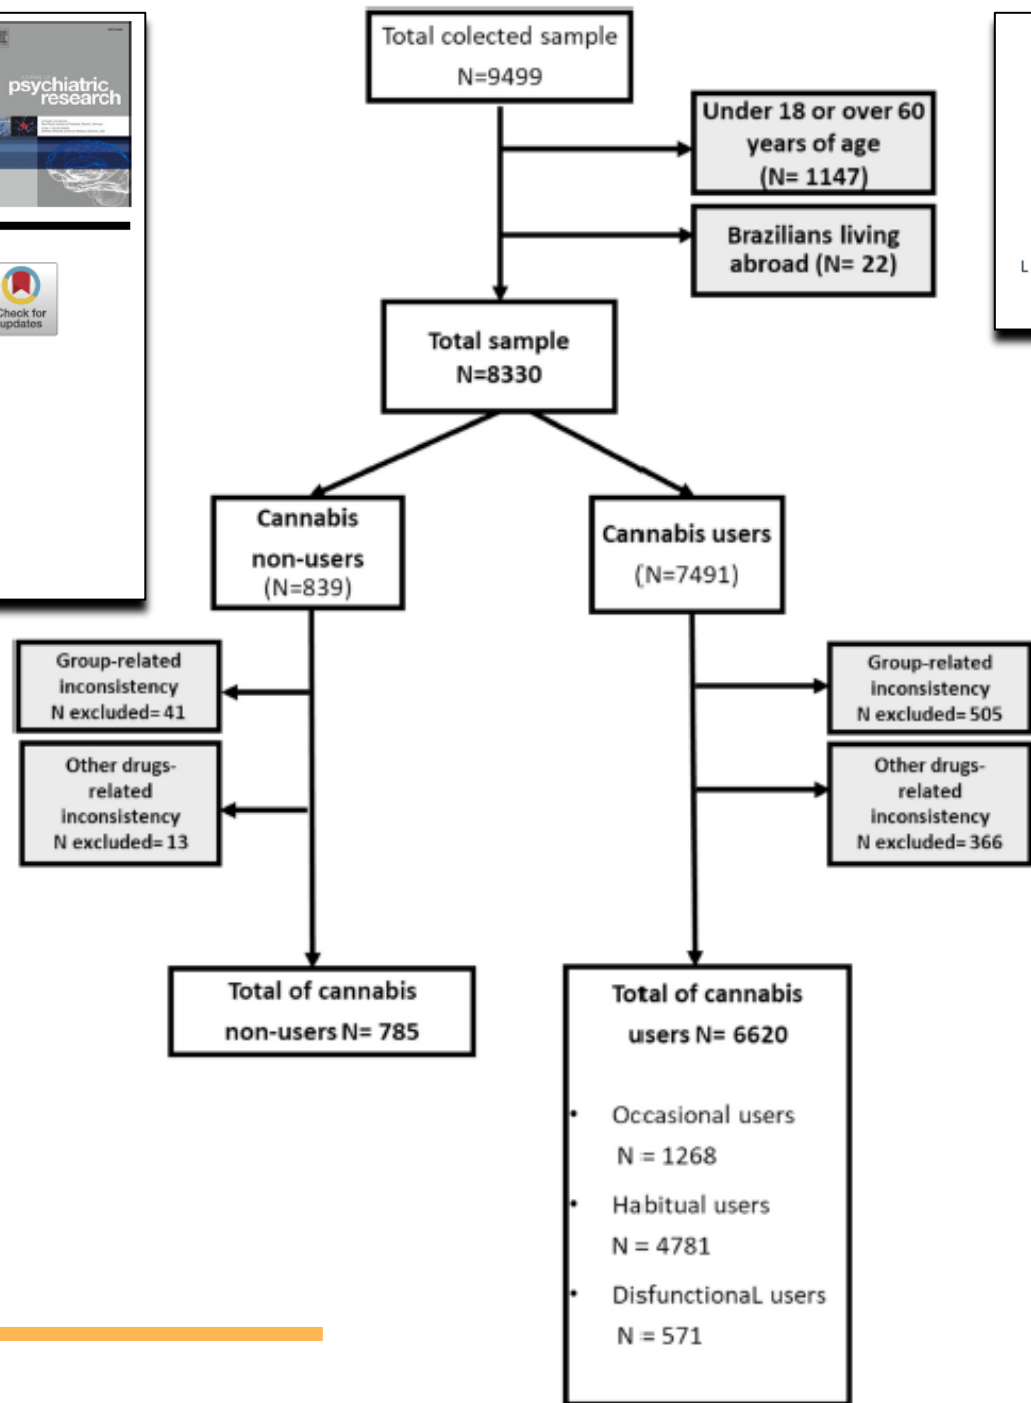 psychiatric
research
Check for
updates
L
Total colected sample
N=9499
Under 18 or over 60
years of age
(N= 1147)
Brazilians living
abroad (N= 22)
Total sample
N=8330
Cannabis
non-users
(N=839)
Cannabis users
(N=7491)
Group-related
inconsistency
N excluded= 41
Other drugs-
related
inconsistency
N excluded= 13
Group-related
inconsistency
N excluded= 505
Other drugs-
related
inconsistency
N excluded= 366
Total of cannabis
non-users N= 785
Total of cannabis
users N= 6620
• Occasional users
N = 1268
• Habitual users
N = 4781
• DisfunctionaL users
N = 571